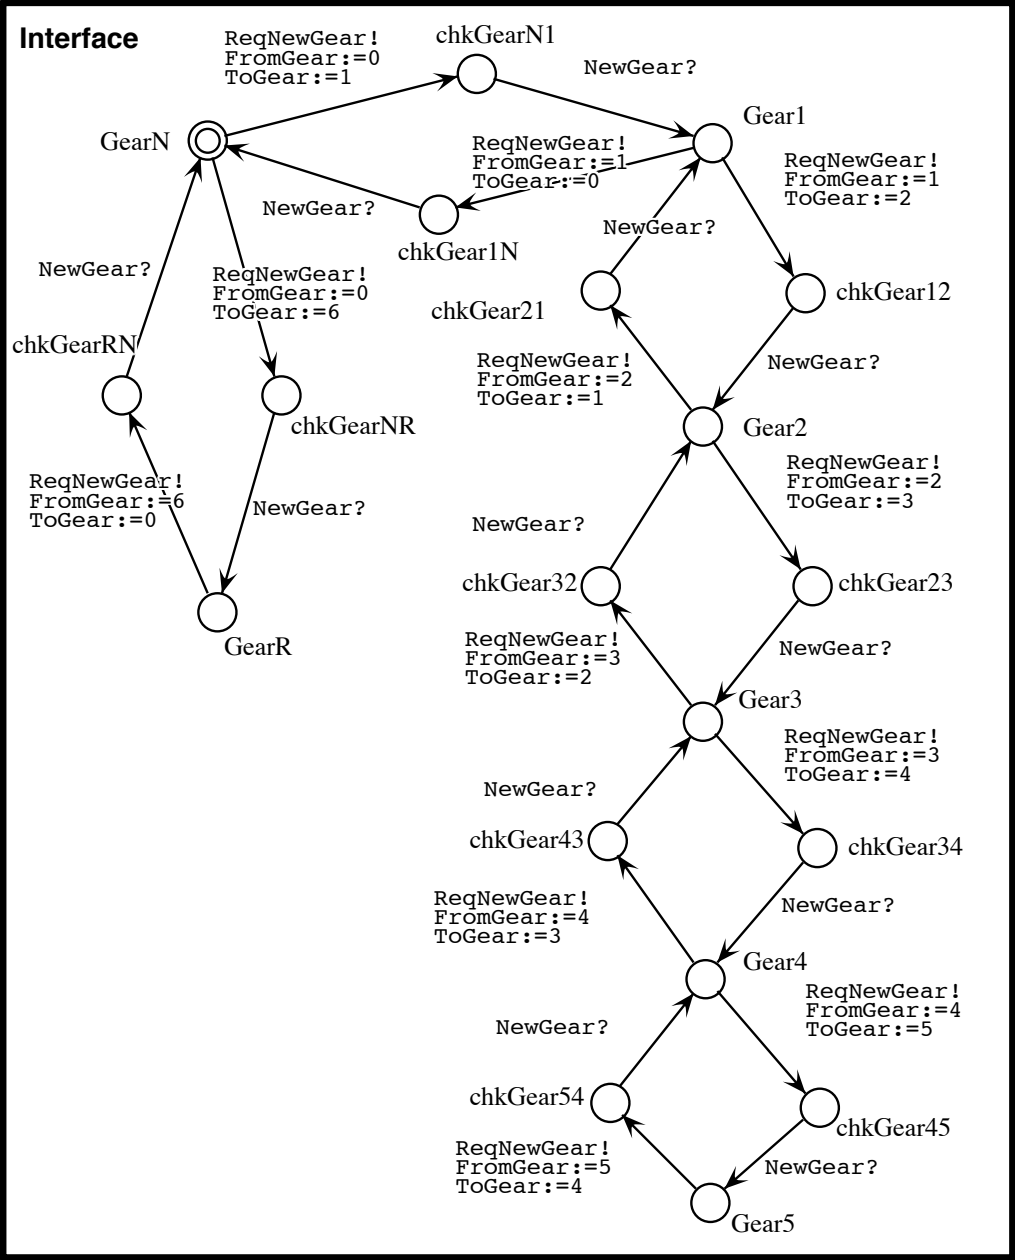 Interface
ReqNewGear!
FromGear:=0
ToGear:=1
chkGearN1
NewGear?
Gear1
GearN
ReqNewGear!
FromGear:=1
ToGear:=0
ReqNewGear!
FromGear:=1
ToGear:=2
NewGear?
chkGear1N
NewGear?
NewGear?
ReqNewGear!
FromGear:=0
ToGear:=6
chkGear21
chkGear12
chkGearRN
ReqNewGear!
FromGear:=2
ToGear:=1
NewGear?
chkGearNR
Gear2
ReqNewGear!
FromGear:=6
ToGear:=0
NewGear?
ReqNewGear!
FromGear:=2
ToGear:=3
NewGear?
chkGear32
chkGear23
GearR
ReqNewGear!
FromGear:=3
ToGear:=2
NewGear?
Gear3
ReqNewGear!
FromGear:=3
ToGear:=4
NewGear?
chkGear43
chkGear34
ReqNewGear!
FromGear:=4
ToGear:=3
NewGear?
Gear4
ReqNewGear!
FromGear:=4
ToGear:=5
NewGear?
chkGear54
chkGear45
ReqNewGear!
FromGear:=5
ToGear:=4
NewGear?
Gear5